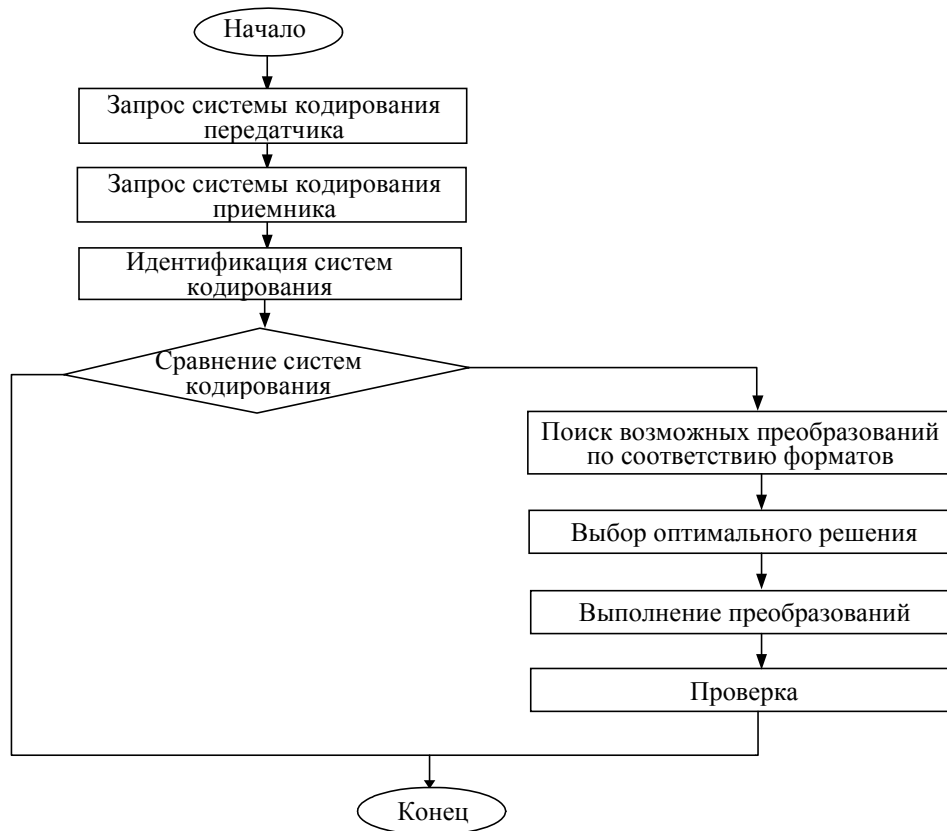 Начало
Запрос системы кодирования
передатчика
Запрос системы кодирования
приемника
Идентификация систем
кодирования
Сравнение систем
кодирования
Поиск возможных преобразований
по соответствию форматов
Выбор оптимального решения
Выполнение преобразований
Проверка
Конец